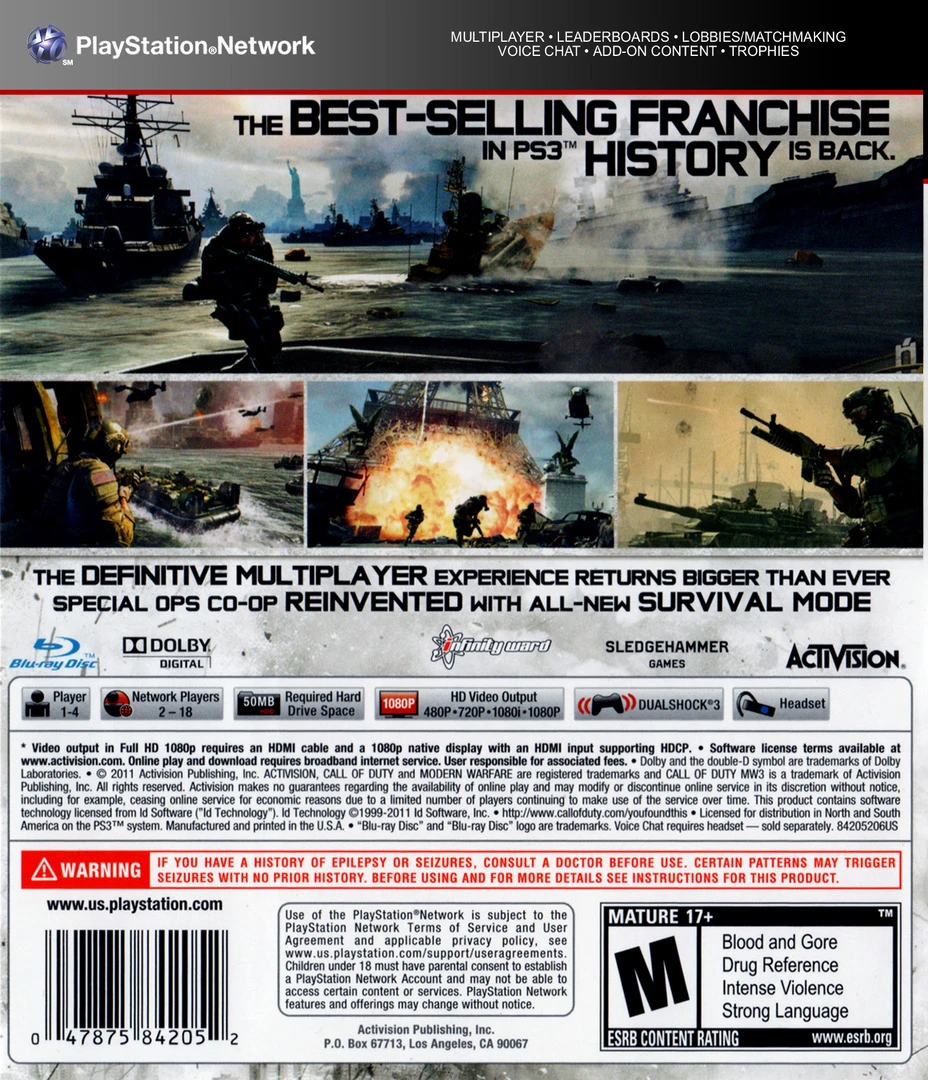 PlayStation®Network
SM
MULTIPLAYER • LEADERBOARDS • LOBBIES/MATCHMAKING
VOICE CHAT • ADD-ON CONTENT • TROPHIES
THE BEST-SELLING FRANCHISE
IN PS3™ HISTORY IS BACK.
THE DEFINITIVE MULTIPLAYER EXPERIENCE RETURNS BIGGER THAN EVER
SPECIAL OPS CO-OP REINVENTED WITH ALL-NEW SURVIVAL MODE
Blu-ray Disc™
DOLBY
DIGITAL
infinity ward
SLEDGEHAMMER
GAMES
ACTIVISION®
Player
1-4
Network Players
2 – 18
50MB
HDD
Required Hard
Drive Space
1080P
HD Video Output
480P•720P•1080i•1080P
DUALSHOCK®3
Headset
* Video output in Full HD 1080p requires an HDMI cable and a 1080p native display with an HDMI input supporting HDCP. • Software license terms available at
www.activision.com. Online play and download requires broadband internet service. User responsible for associated fees. • Dolby and the double-D symbol are trademarks of Dolby
Laboratories. • © 2011 Activision Publishing, Inc. ACTIVISION, CALL OF DUTY and MODERN WARFARE are registered trademarks and CALL OF DUTY MW3 is a trademark of Activision
Publishing, Inc. All rights reserved. Activision makes no guarantees regarding the availability of online play and may modify or discontinue online service in its discretion without notice,
including for example, ceasing online service for economic reasons due to a limited number of players continuing to make use of the service over time. This product contains software
technology licensed from Id Software ("Id Technology"). Id Technology ©1999-2011 Id Software, Inc. • http://www.callofduty.com/youfoundthis • Licensed for distribution in North and South
America on the PS3™ system. Manufactured and printed in the U.S.A. • “Blu-ray Disc” and “Blu-ray Disc” logo are trademarks. Voice Chat requires headset — sold separately. 84205206US
WARNING
IF YOU HAVE A HISTORY OF EPILEPSY OR SEIZURES, CONSULT A DOCTOR BEFORE USE. CERTAIN PATTERNS MAY TRIGGER
SEIZURES WITH NO PRIOR HISTORY. BEFORE USING AND FOR MORE DETAILS SEE INSTRUCTIONS FOR THIS PRODUCT.
www.us.playstation.com
0 47875 84205 2
Use of the PlayStation®Network is subject to the
PlayStation Network Terms of Service and User
Agreement and applicable privacy policy, see
www.us.playstation.com/support/useragreements.
Children under 18 must have parental consent to establish
a PlayStation Network Account and may not be able to
access certain content or services. PlayStation Network
features and offerings may change without notice.
Activision Publishing, Inc.
P.O. Box 67713, Los Angeles, CA 90067
MATURE 17+
™
M
Blood and Gore
Drug Reference
Intense Violence
Strong Language
ESRB CONTENT RATING
www.esrb.org